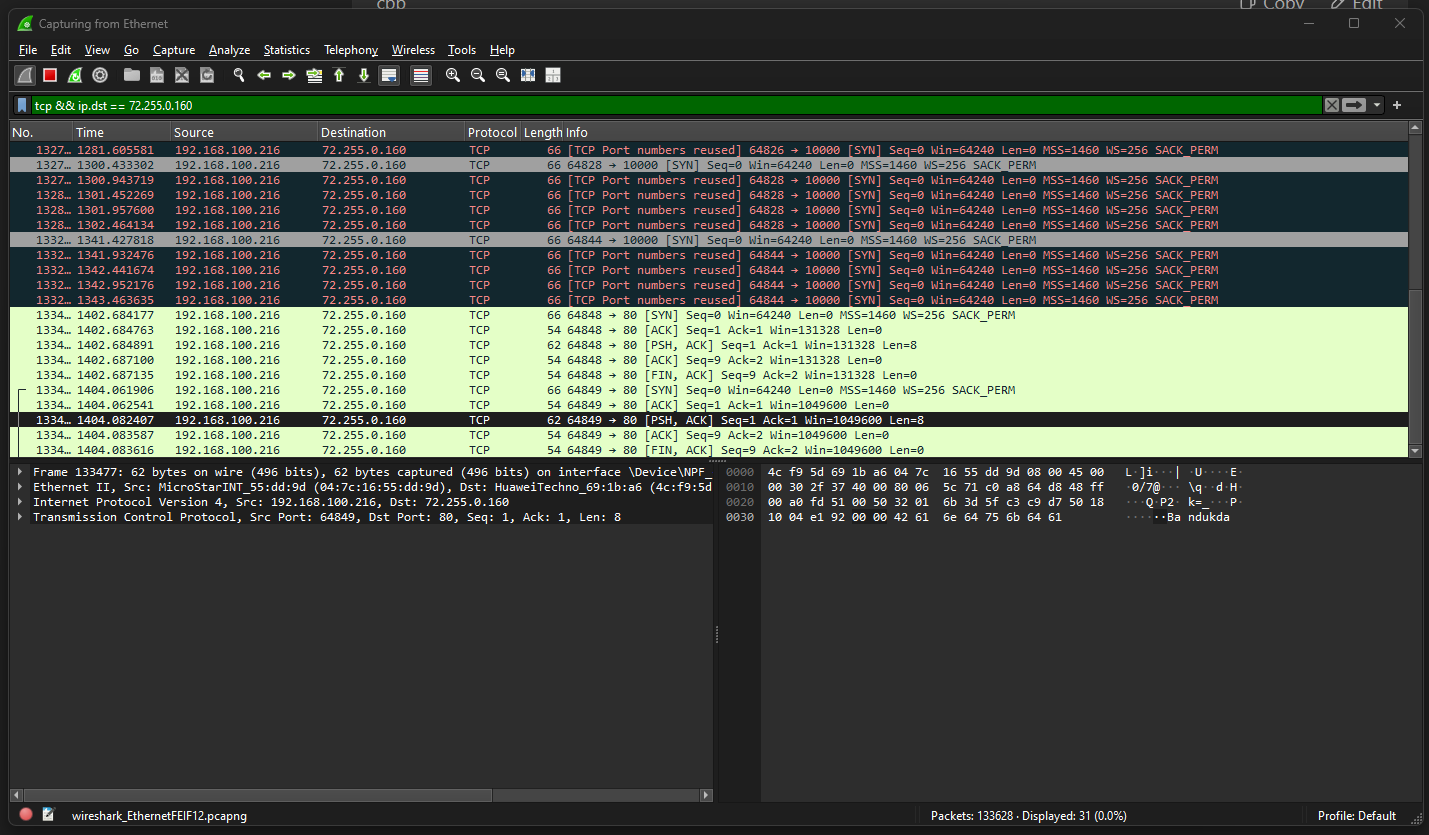 cpp Copy Edit
Capturing from Ethernet
File Edit View Go Capture Analyze Statistics Telephony Wireless Tools Help
tcp && ip.dst == 72.255.0.160
No. Time Source Destination Protocol Length Info
1327… 1281.605581 192.168.100.216 72.255.0.160 TCP 66 [TCP Port numbers reused] 64826 → 10000 [SYN] Seq=0 Win=64240 Len=0 MSS=1460 WS=256 SACK_PERM
1327… 1300.433302 192.168.100.216 72.255.0.160 TCP 66 64828 → 10000 [SYN] Seq=0 Win=64240 Len=0 MSS=1460 WS=256 SACK_PERM
1327… 1300.943719 192.168.100.216 72.255.0.160 TCP 66 [TCP Port numbers reused] 64828 → 10000 [SYN] Seq=0 Win=64240 Len=0 MSS=1460 WS=256 SACK_PERM
1328… 1301.452269 192.168.100.216 72.255.0.160 TCP 66 [TCP Port numbers reused] 64828 → 10000 [SYN] Seq=0 Win=64240 Len=0 MSS=1460 WS=256 SACK_PERM
1328… 1301.957600 192.168.100.216 72.255.0.160 TCP 66 [TCP Port numbers reused] 64828 → 10000 [SYN] Seq=0 Win=64240 Len=0 MSS=1460 WS=256 SACK_PERM
1328… 1302.464134 192.168.100.216 72.255.0.160 TCP 66 [TCP Port numbers reused] 64828 → 10000 [SYN] Seq=0 Win=64240 Len=0 MSS=1460 WS=256 SACK_PERM
1332… 1341.427818 192.168.100.216 72.255.0.160 TCP 66 64844 → 10000 [SYN] Seq=0 Win=64240 Len=0 MSS=1460 WS=256 SACK_PERM
1332… 1341.932476 192.168.100.216 72.255.0.160 TCP 66 [TCP Port numbers reused] 64844 → 10000 [SYN] Seq=0 Win=64240 Len=0 MSS=1460 WS=256 SACK_PERM
1332… 1342.441674 192.168.100.216 72.255.0.160 TCP 66 [TCP Port numbers reused] 64844 → 10000 [SYN] Seq=0 Win=64240 Len=0 MSS=1460 WS=256 SACK_PERM
1332… 1342.952176 192.168.100.216 72.255.0.160 TCP 66 [TCP Port numbers reused] 64844 → 10000 [SYN] Seq=0 Win=64240 Len=0 MSS=1460 WS=256 SACK_PERM
1332… 1343.463635 192.168.100.216 72.255.0.160 TCP 66 [TCP Port numbers reused] 64844 → 10000 [SYN] Seq=0 Win=64240 Len=0 MSS=1460 WS=256 SACK_PERM
1334… 1402.684177 192.168.100.216 72.255.0.160 TCP 66 64848 → 80 [SYN] Seq=0 Win=64240 Len=0 MSS=1460 WS=256 SACK_PERM
1334… 1402.684763 192.168.100.216 72.255.0.160 TCP 54 64848 → 80 [ACK] Seq=1 Ack=1 Win=131328 Len=0
1334… 1402.684891 192.168.100.216 72.255.0.160 TCP 62 64848 → 80 [PSH, ACK] Seq=1 Ack=1 Win=131328 Len=8
1334… 1402.687100 192.168.100.216 72.255.0.160 TCP 54 64848 → 80 [ACK] Seq=9 Ack=2 Win=131328 Len=0
1334… 1402.687135 192.168.100.216 72.255.0.160 TCP 54 64848 → 80 [FIN, ACK] Seq=9 Ack=2 Win=131328 Len=0
1334… 1404.061906 192.168.100.216 72.255.0.160 TCP 66 64849 → 80 [SYN] Seq=0 Win=64240 Len=0 MSS=1460 WS=256 SACK_PERM
1334… 1404.062541 192.168.100.216 72.255.0.160 TCP 54 64849 → 80 [ACK] Seq=1 Ack=1 Win=1049600 Len=0
1334… 1404.082407 192.168.100.216 72.255.0.160 TCP 62 64849 → 80 [PSH, ACK] Seq=1 Ack=1 Win=1049600 Len=8
1334… 1404.083587 192.168.100.216 72.255.0.160 TCP 54 64849 → 80 [ACK] Seq=9 Ack=2 Win=1049600 Len=0
1334… 1404.083616 192.168.100.216 72.255.0.160 TCP 54 64849 → 80 [FIN, ACK] Seq=9 Ack=2 Win=1049600 Len=0
Frame 133477: 62 bytes on wire (496 bits), 62 bytes captured (496 bits) on interface \Device\NPF_
Ethernet II, Src: MicroStarINT_55:dd:9d (04:7c:16:55:dd:9d), Dst: HuaweiTechno_69:1b:a6 (4c:f9:5d
Internet Protocol Version 4, Src: 192.168.100.216, Dst: 72.255.0.160
Transmission Control Protocol, Src Port: 64849, Dst Port: 80, Seq: 1, Ack: 1, Len: 8
0000 4c f9 5d 69 1b a6 04 7c 16 55 dd 9d 08 00 45 00 L·]i···| ·U····E·
0010 00 30 2f 37 40 00 80 06 5c 71 c0 a8 64 d8 48 ff ·0/7@··· \q··d·H·
0020 00 a0 fd 51 00 50 32 01 6b 3d 5f c3 c9 d7 50 18 ···Q·P2· k=_···P·
0030 10 04 e1 92 00 00 42 61 6e 64 75 6b 64 61 ······Ba ndukda
wireshark_EthernetFEIF12.pcapng Packets: 133628 · Displayed: 31 (0.0%) Profile: Default